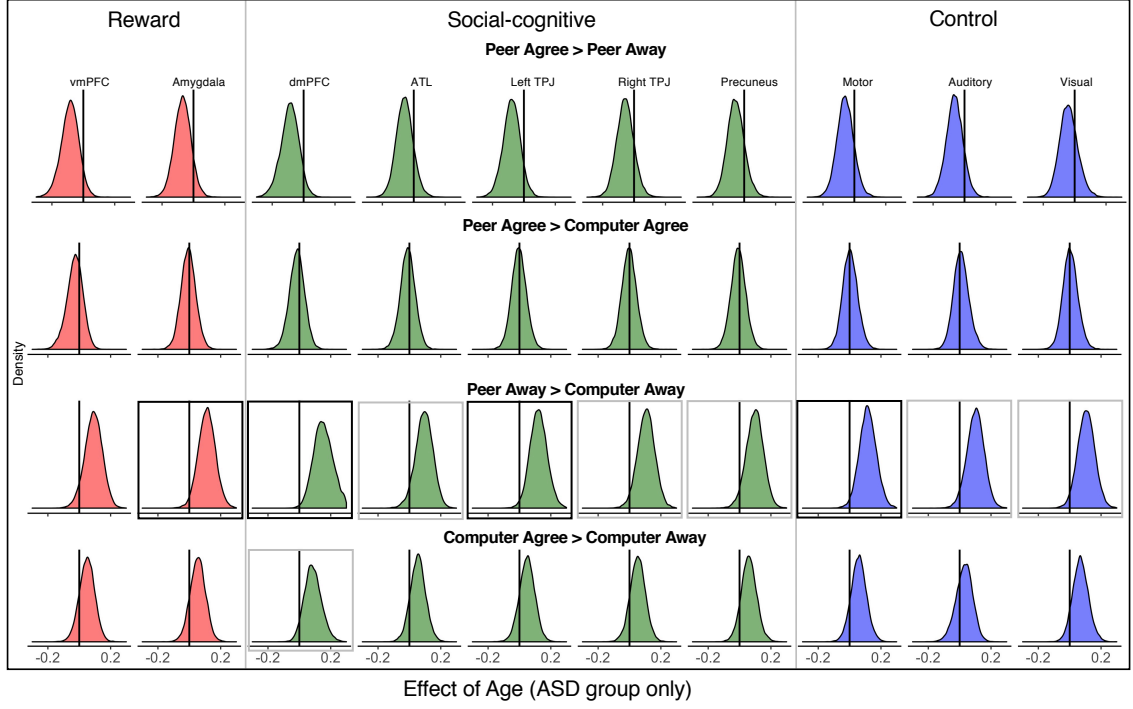 Reward Social-cognitive Control
Peer Agree > Peer Away
vmPFC Amygdala dmPFC ATL Left TPJ Right TPJ Precuneus Motor Auditory Visual
Peer Agree > Computer Agree
Density
Peer Away > Computer Away
Computer Agree > Computer Away
-0.2 0.2 -0.2 0.2 -0.2 0.2 -0.2 0.2 -0.2 0.2 -0.2 0.2 -0.2 0.2 -0.2 0.2 -0.2 0.2 -0.2 0.2
Effect of Age (ASD group only)